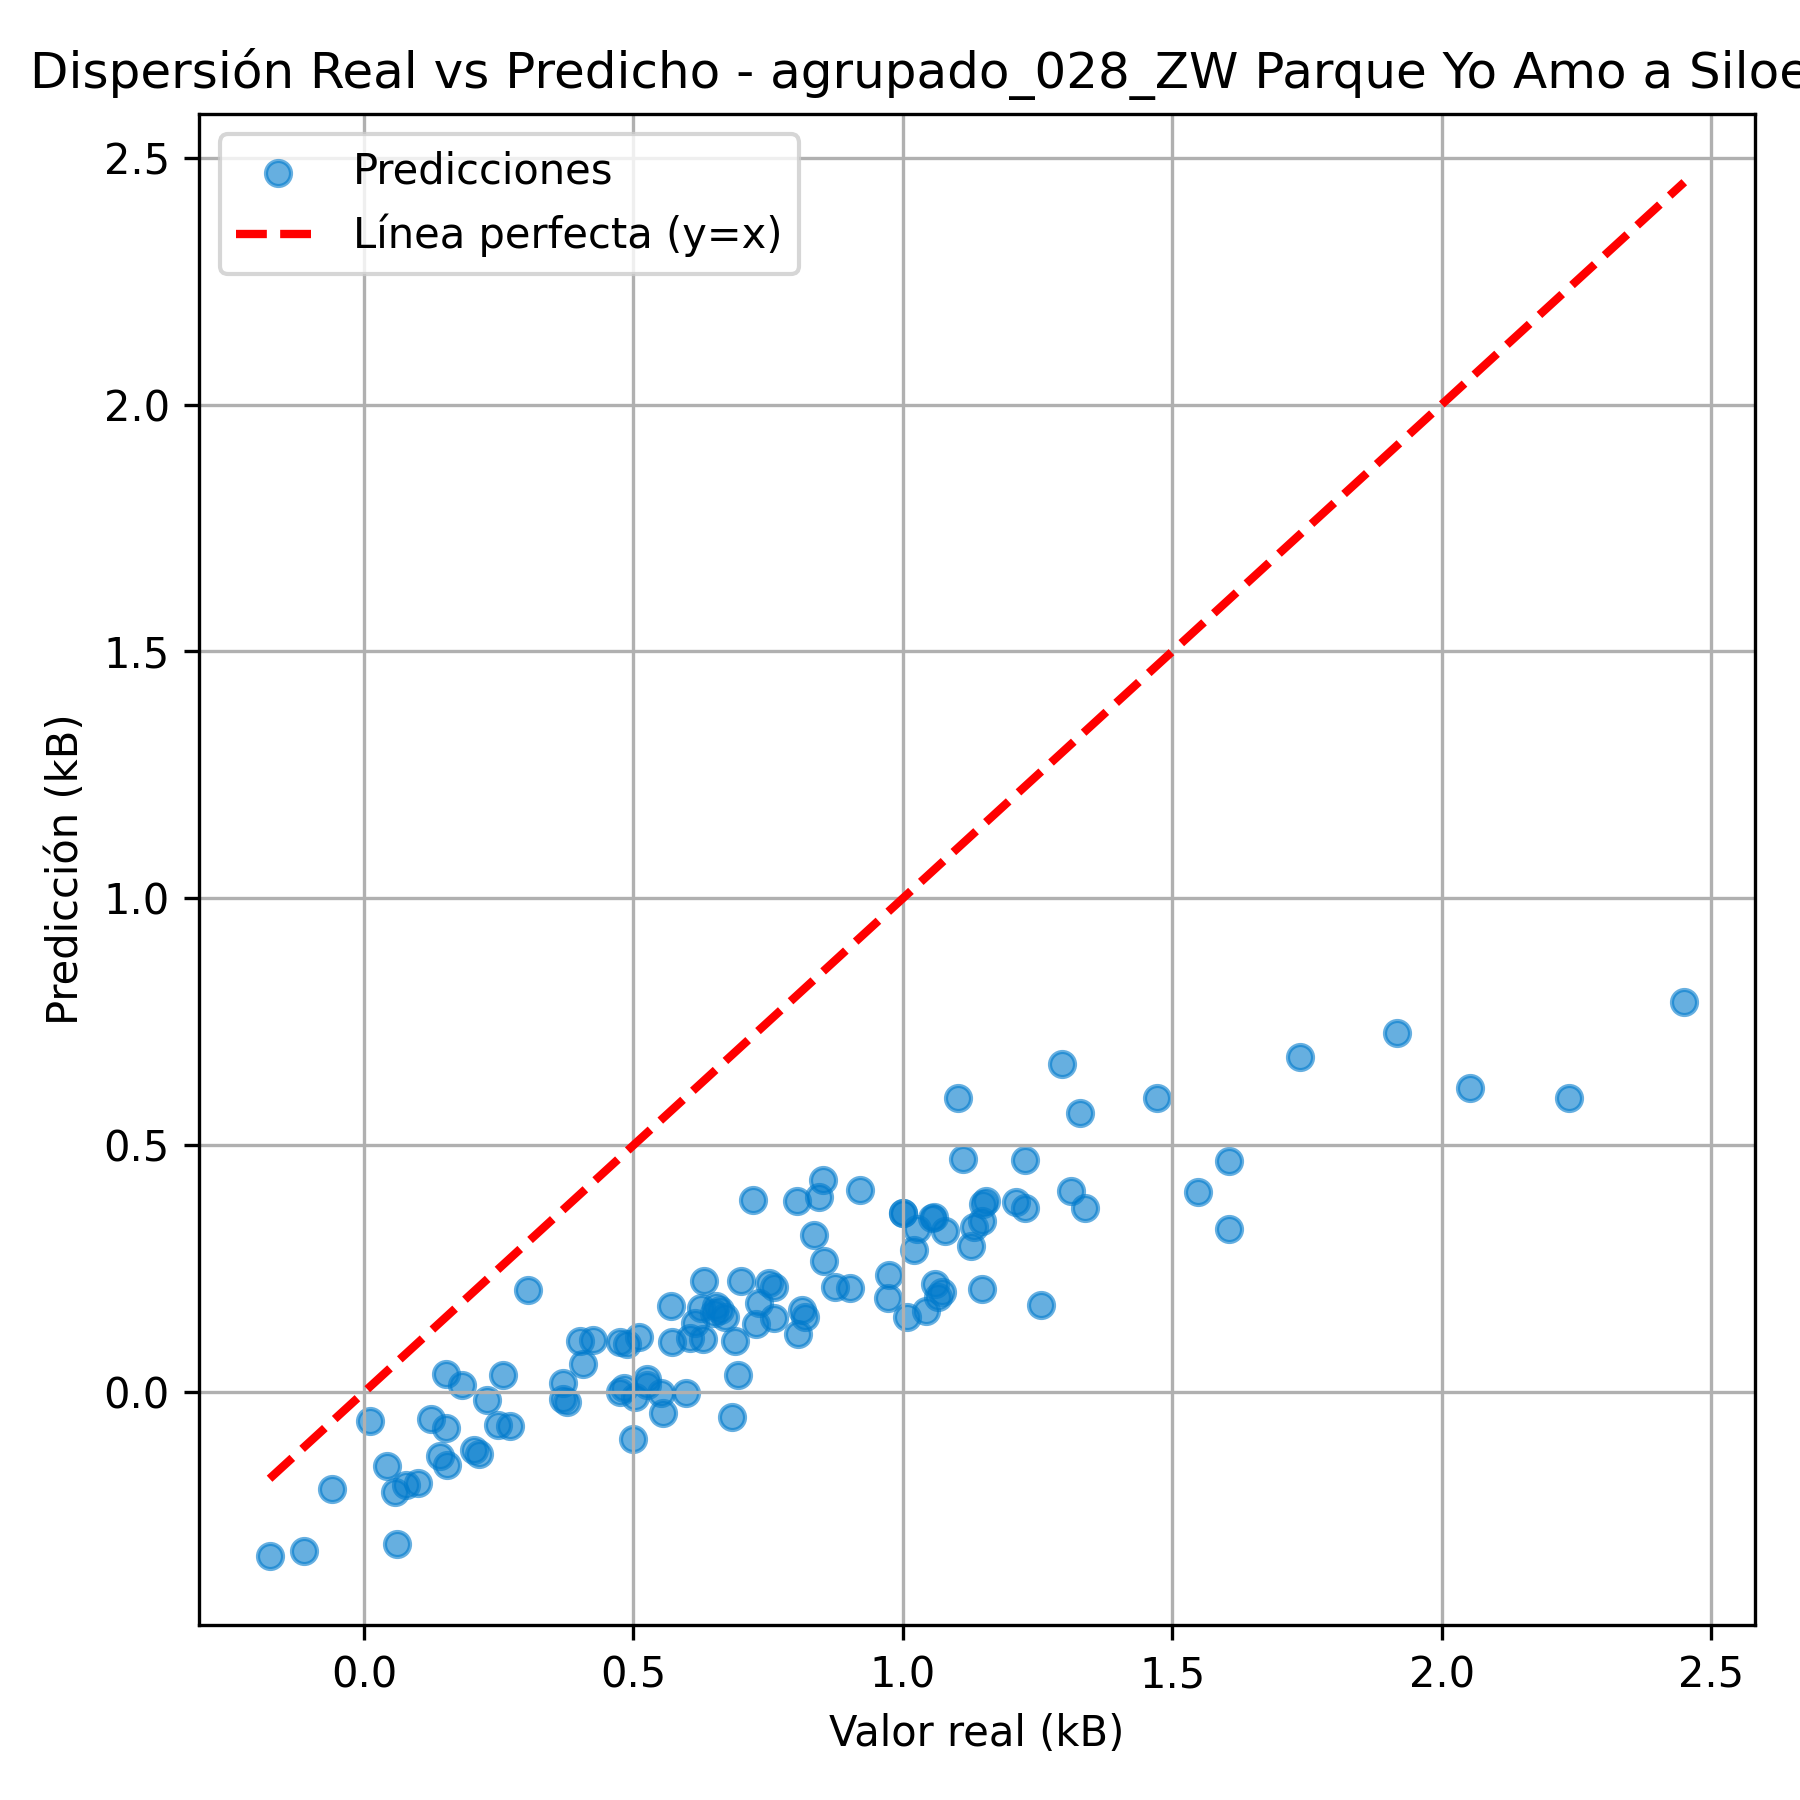 Dispersión Real vs Predicho - agrupado_028_ZW Parque Yo Amo a Siloe
Predicciones
Línea perfecta (y=x)
2.5
2.0
1.5
1.0
0.5
0.0
Predicción (kB)
0.0 0.5 1.0 1.5 2.0 2.5
Valor real (kB)